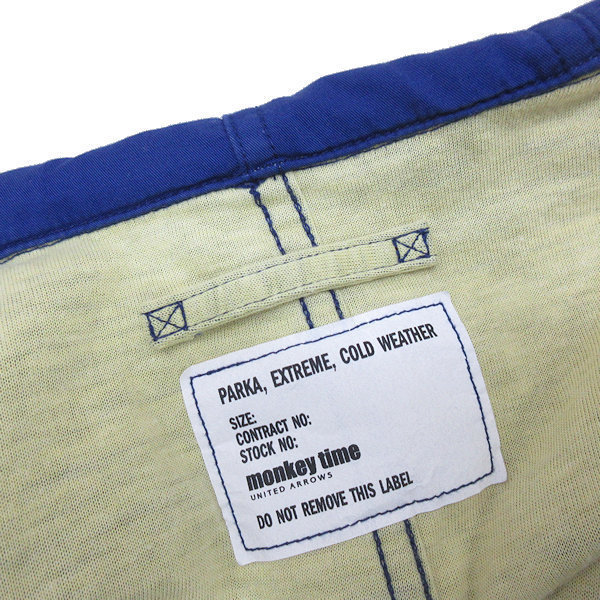 PARKA, EXTREME, COLD WEATHER
SIZE:
CONTRACT NO:
STOCK NO:
monkey time
UNITED ARROWS
DO NOT REMOVE THIS LABEL